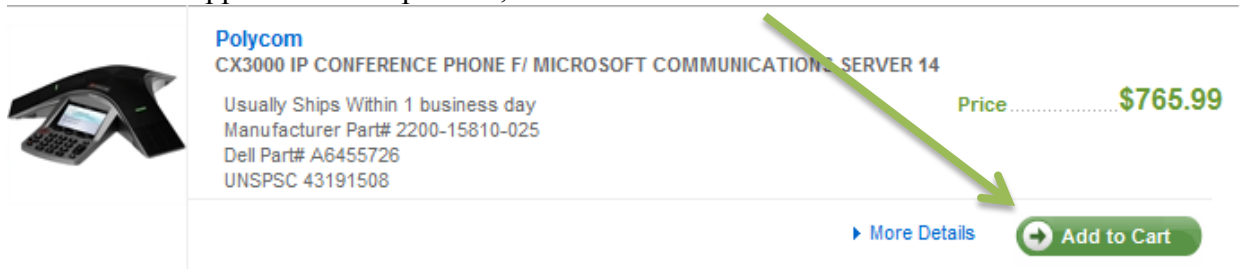 Polycom
CX3000 IP CONFERENCE PHONE F/ MICROSOFT COMMUNICATIONS SERVER 14
Usually Ships Within 1 business day
Price....................$765.99
Manufacturer Part# 2200-15810-025
Dell Part# A6455726
UNSPSC 43191508
More Details
Add to Cart